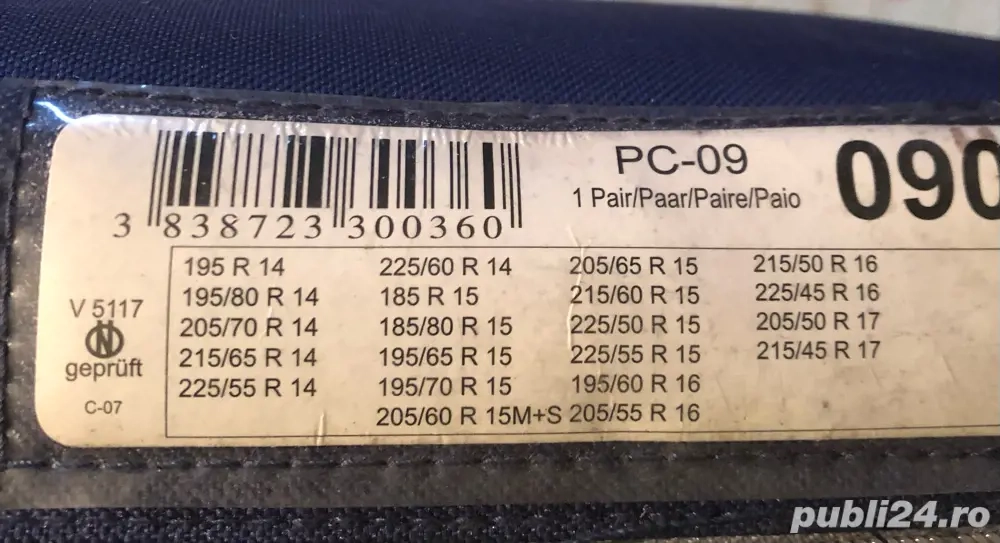 PC-09
090
1 Pair/Paar/Paire/Paio
3 838723 300360
V 5117
N
geprüft
C-07
195 R 14
195/80 R 14
205/70 R 14
215/65 R 14
225/55 R 14
225/60 R 14
185 R 15
185/80 R 15
195/65 R 15
195/70 R 15
205/60 R 15M+S
205/65 R 15
215/60 R 15
225/50 R 15
225/55 R 15
195/60 R 16
205/55 R 16
215/50 R 16
225/45 R 16
205/50 R 17
215/45 R 17
publi24.ro